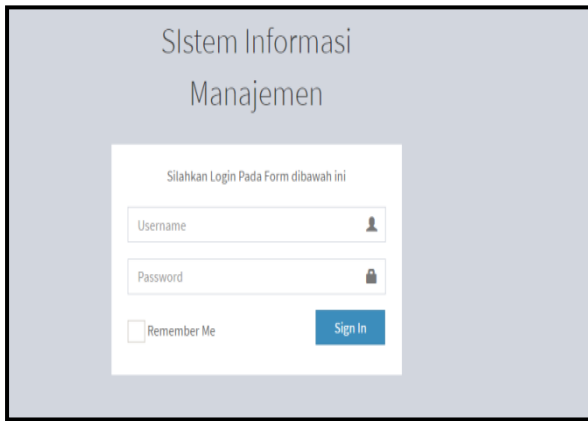 SIstem Informasi
Manajemen
Silahkan Login Pada Form dibawah ini
Username
Password
Remember Me
Sign In